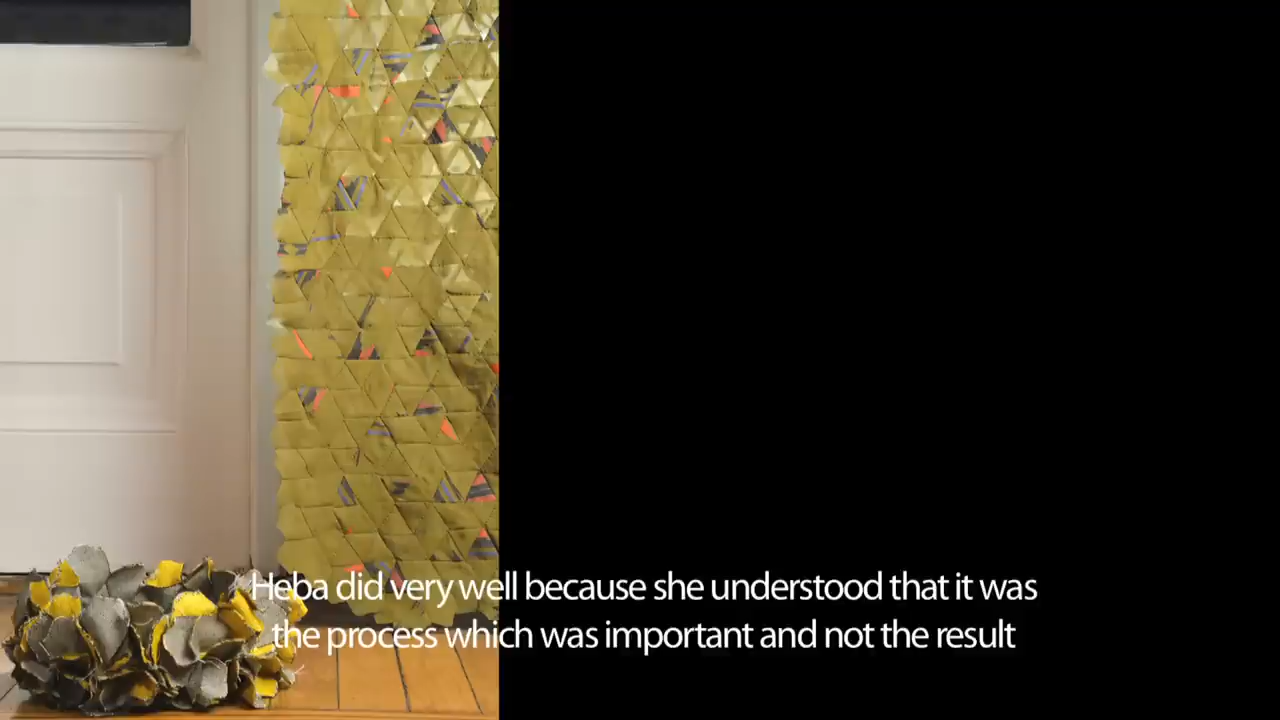 Heba did very well because she understood that it was
the process which was important and not the result